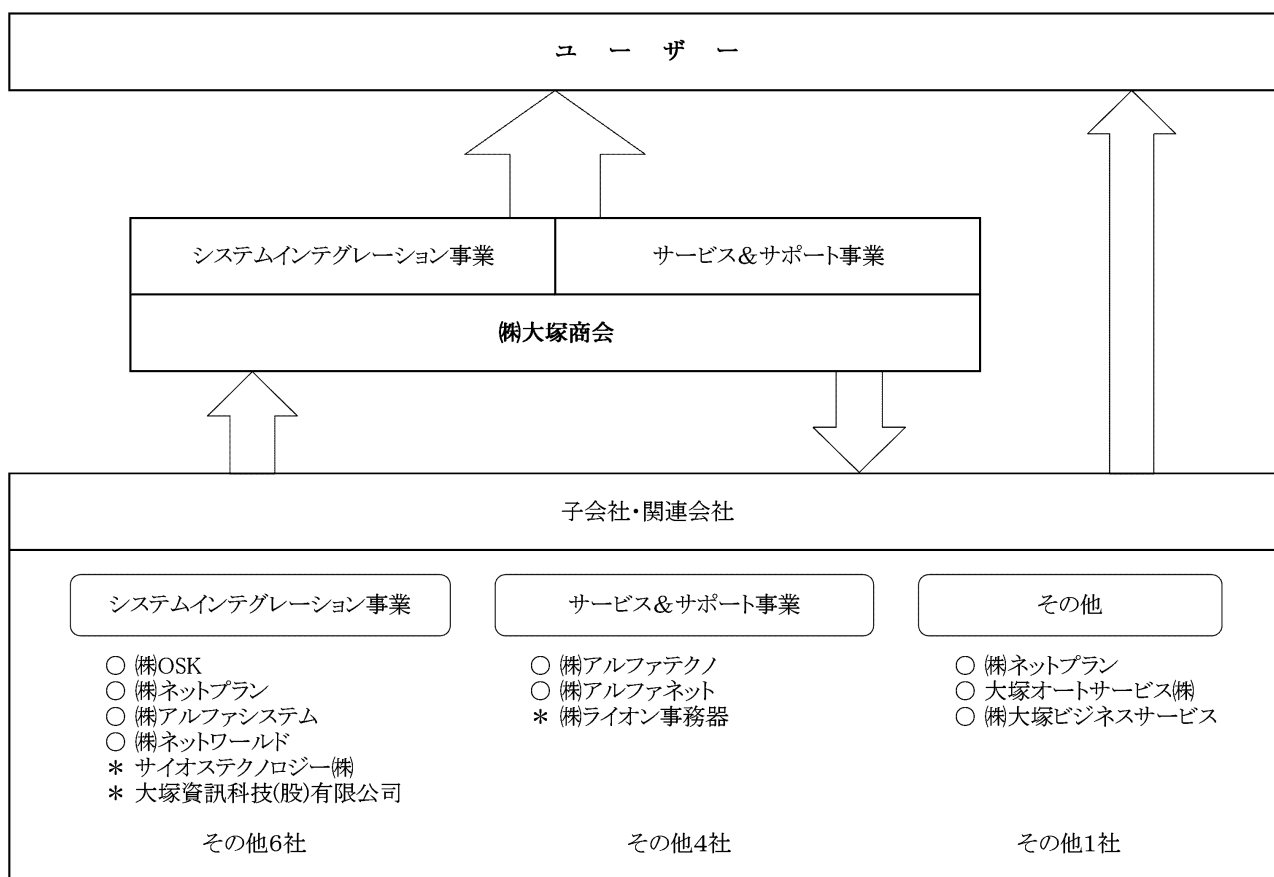 ユーザー
システムインテグレーション事業
サービス&サポート事業
㈱大塚商会
子会社・関連会社
システムインテグレーション事業
○ ㈱OSK
○ ㈱ネットプラン
○ ㈱アルファシステム
○ ㈱ネットワールド
* サイオステクノロジー㈱
* 大塚資訊科技(股)有限公司
その他6社
サービス&サポート事業
○ ㈱アルファテクノ
○ ㈱アルファネット
* ㈱ライオン事務器
その他4社
その他
○ ㈱ネットプラン
○ 大塚オートサービス㈱
○ ㈱大塚ビジネスサービス
その他1社